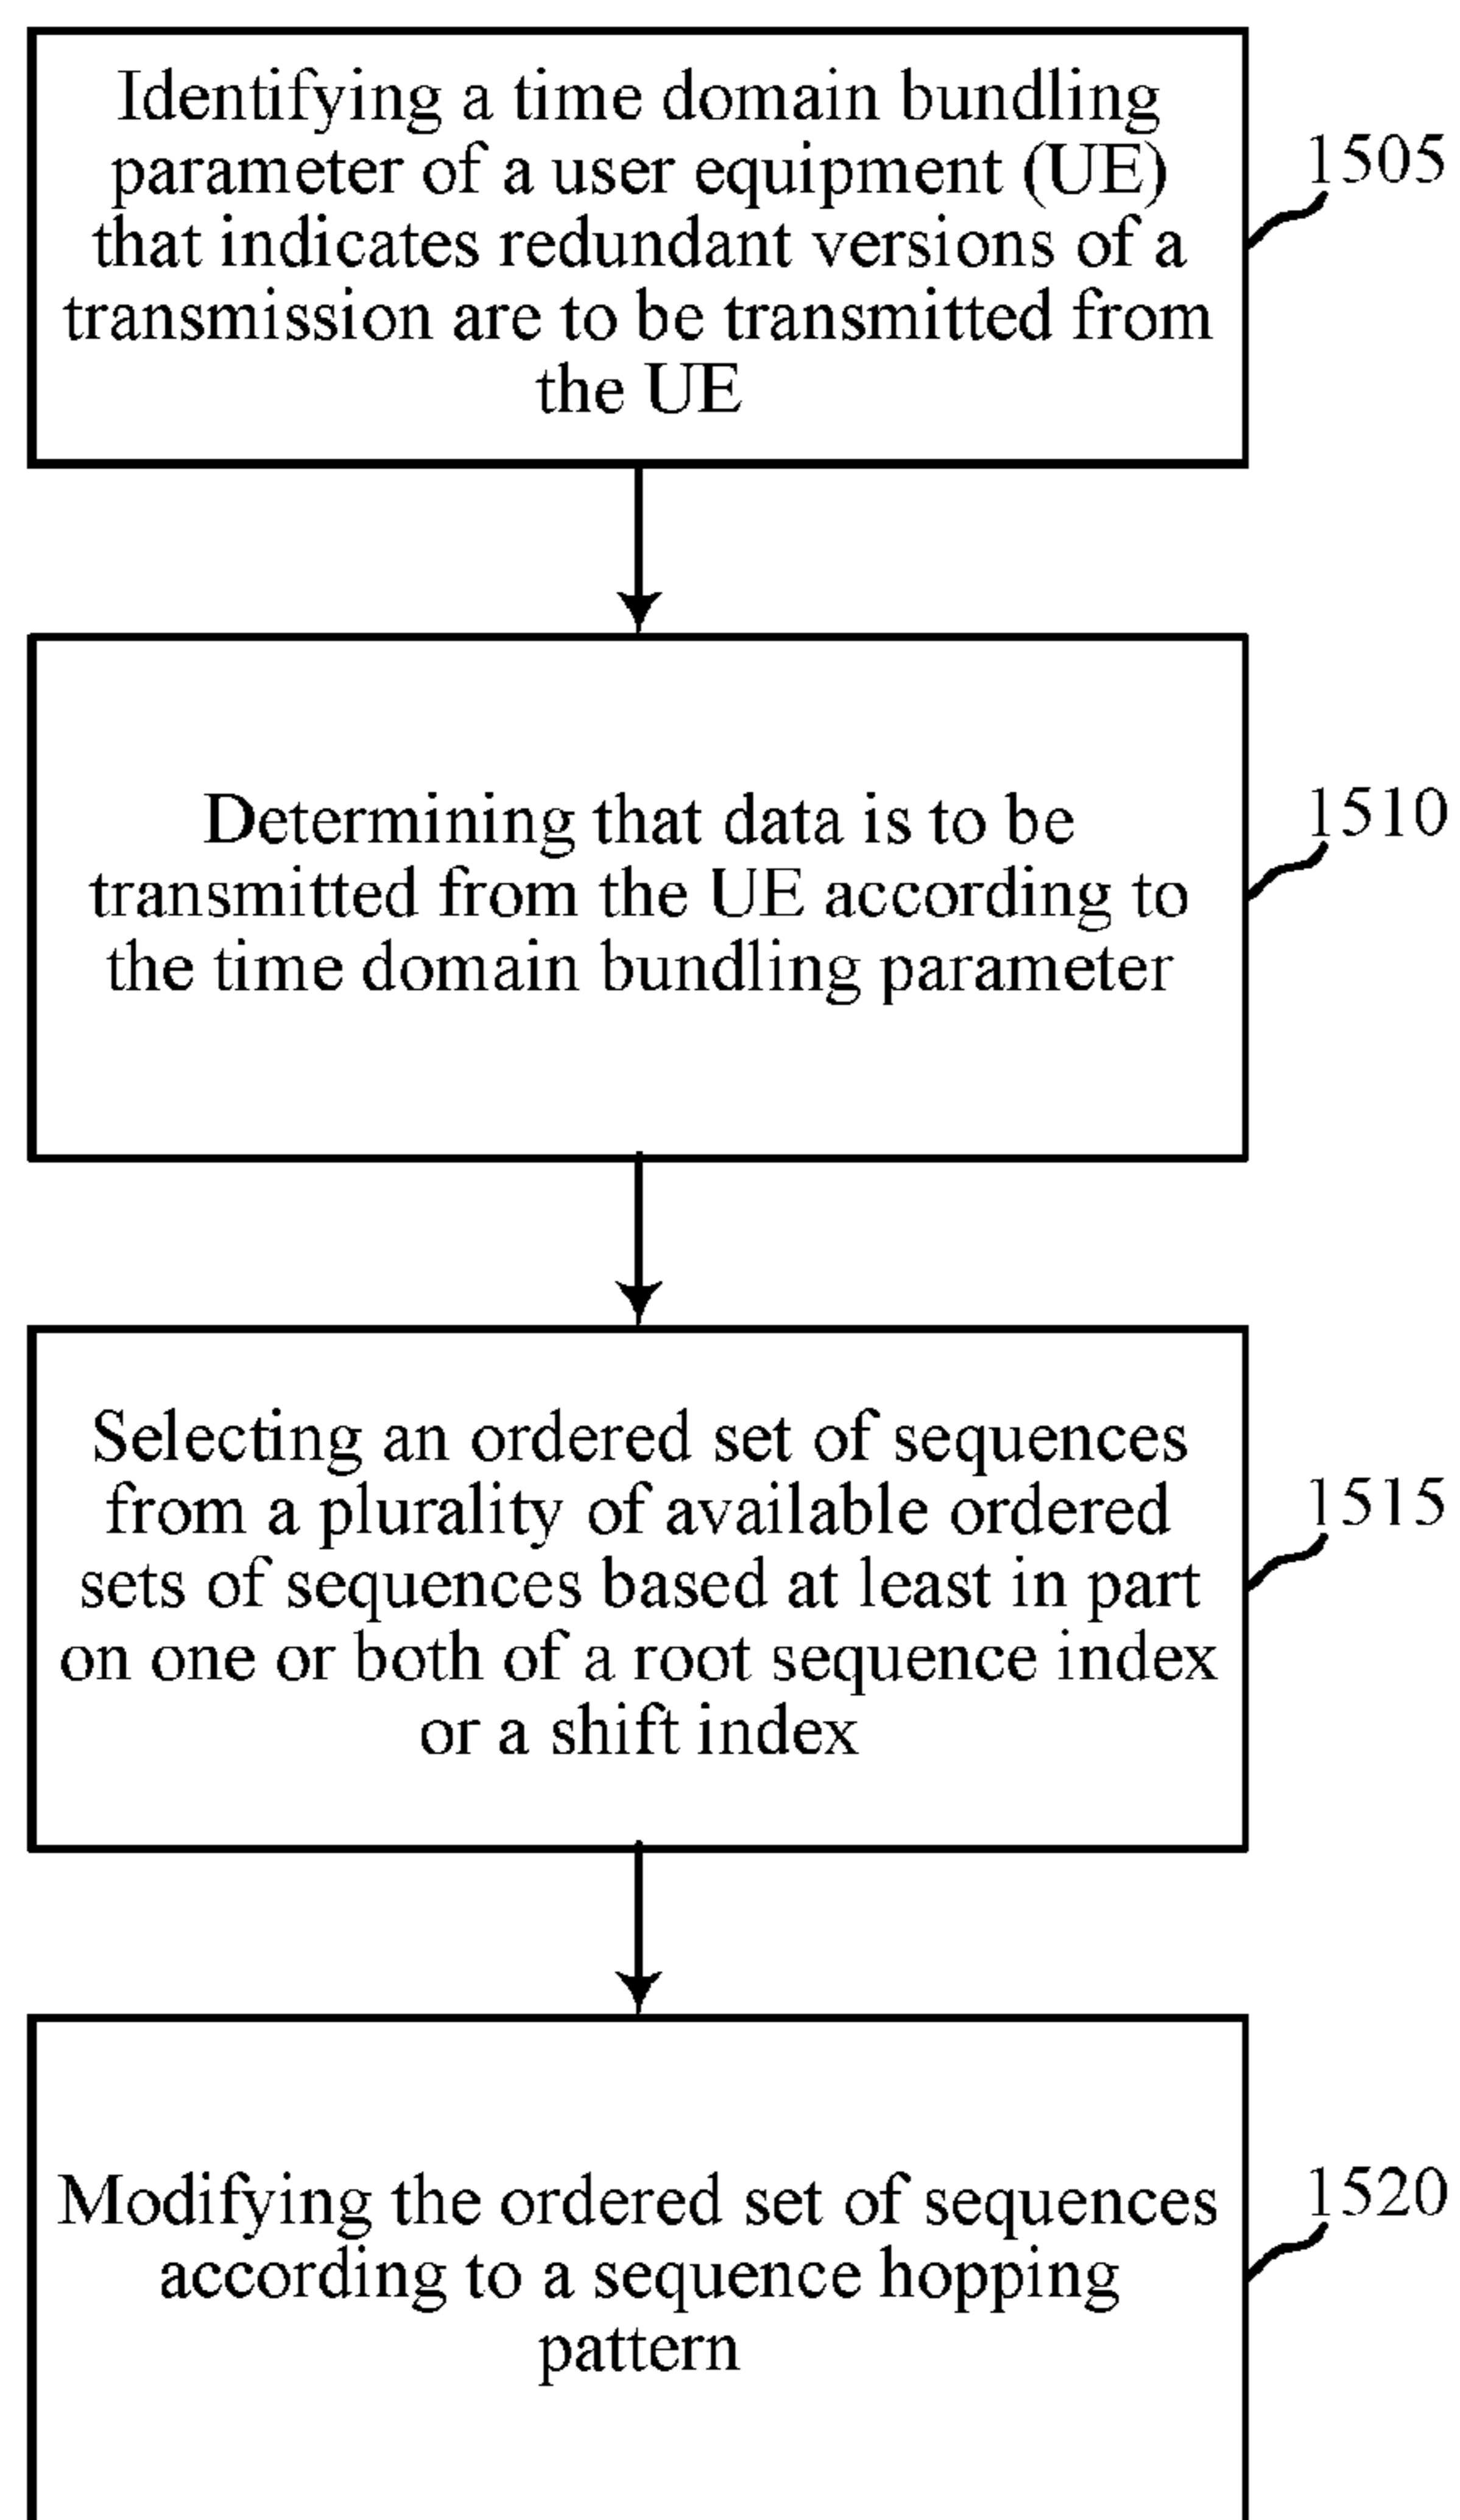 Identifying a time domain bundling
parameter of a user equipment (UE)
that indicates redundant versions of a
transmission are to be transmitted from
the UE
1505
Determining that data is to be
transmitted from the UE according to
the time domain bundling parameter
1510
Selecting an ordered set of sequences
from a plurality of available ordered
sets of sequences based at least in part
on one or both of a root sequence index
or a shift index
1515
Modifying the ordered set of sequences
according to a sequence hopping
pattern
1520